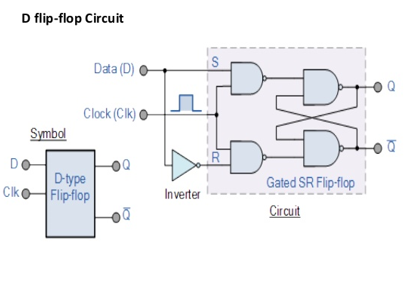 D flip-flop Circuit
Data (D)
S
Q
Clock (Clk)
Symbol
D
Q
D-type
Flip-flop
Clk
Q̅
R
Inverter
Q̅
Gated SR Flip-flop
Circuit